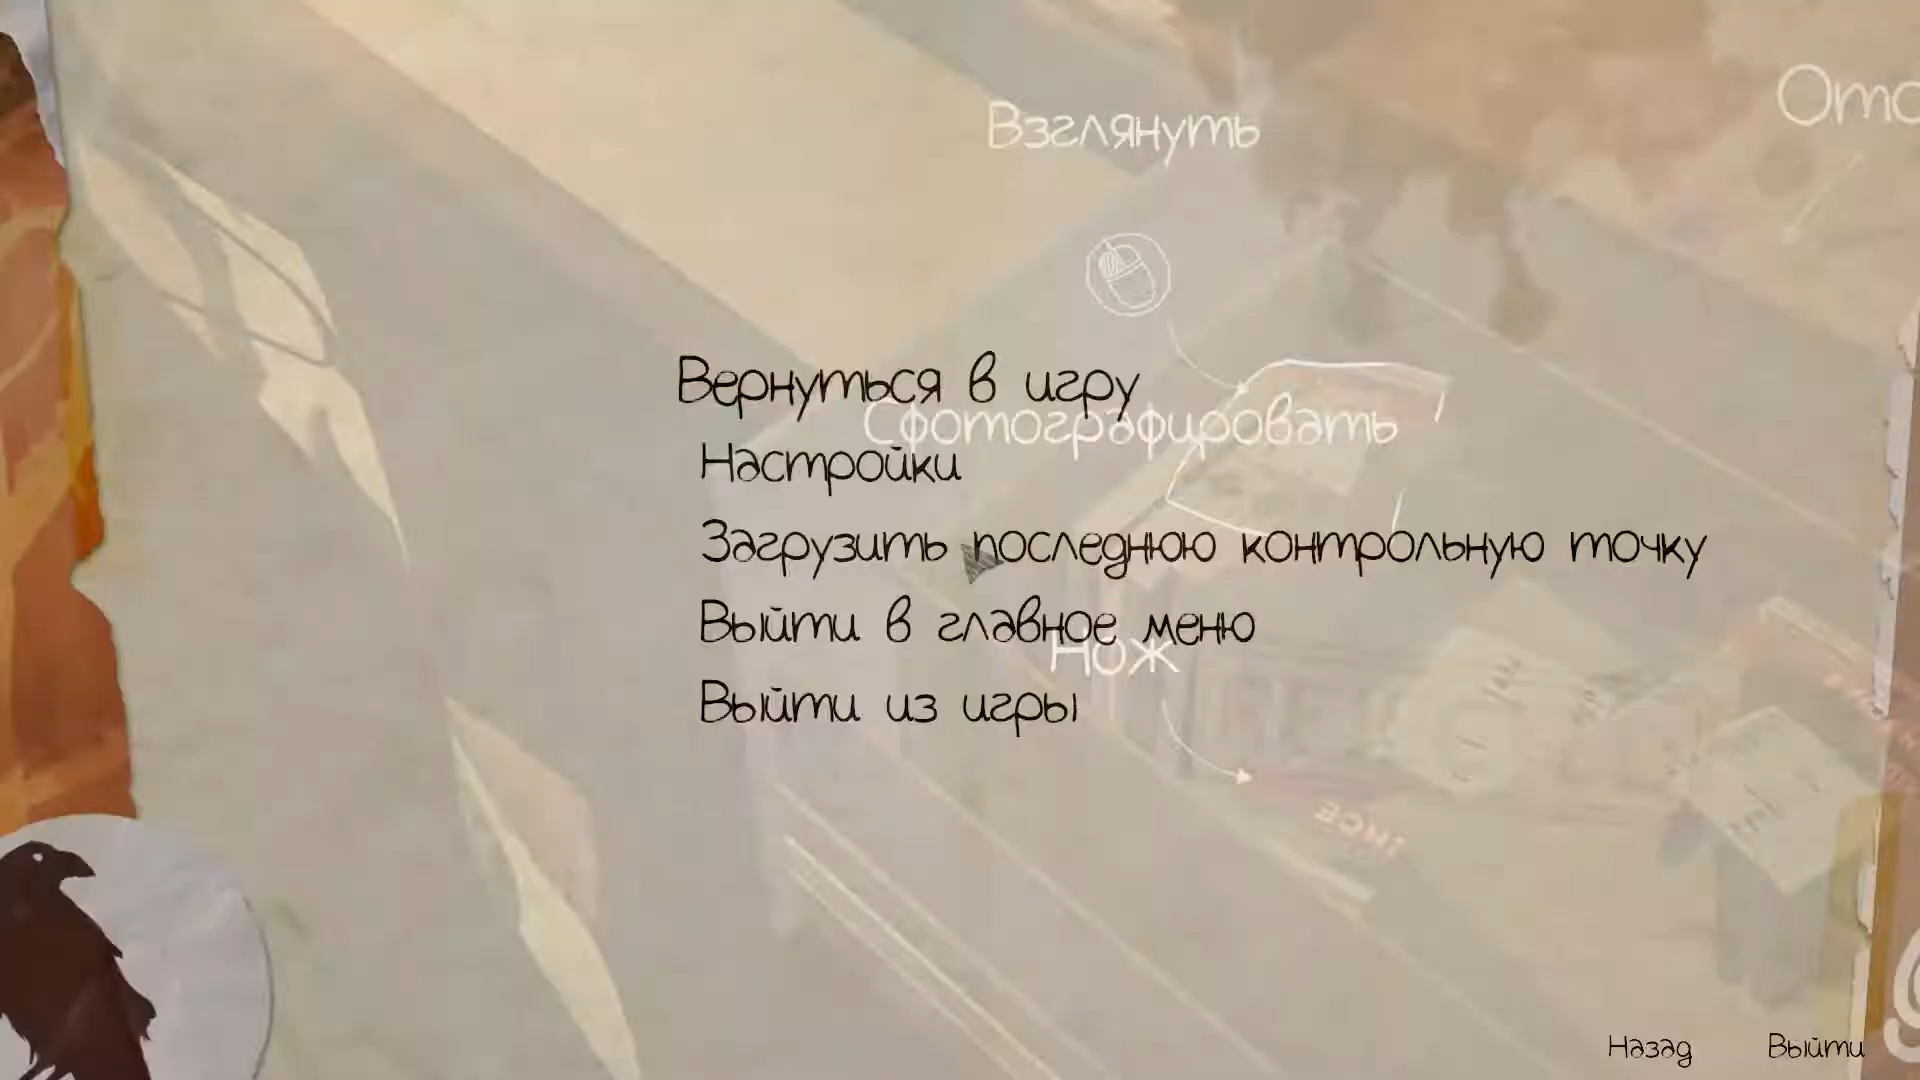 Взглянуть
Вернуться в игру
Сфотографировать
Настройки
Загрузить последнюю контрольную точку
Выйти в главное меню
Нож
Выйти из игры
Назад Выйти